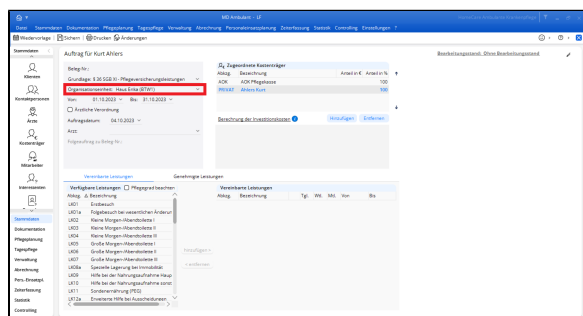 MD Ambulant - LF
Datei Stammdaten Dokumentation Pflegeplanung Tagespflege Verwaltung Abrechnung Personaleinsatzplanung Zeiterfassung Statistik Controlling Einstellungen ?
Wiedervorlage Sichern Drucken Änderungen
Stammdaten
Klienten
Kontaktpersonen
Ärzte
Kostenträger
Mitarbeiter
Interessenten
Stammdaten
Dokumentation
Pflegeplanung
Tagespflege
Verwaltung
Abrechnung
Pers.-Einsatzpl.
Zeiterfassung
Statistik
Controlling
Auftrag für Kurt Ahlers
Bearbeitungsstand: Ohne Bearbeitungsstand
Beleg-Nr.:
Grundlage: § 36 SGB XI - Pflegeversicherungsleistungen
Organisationseinheit: Haus Erika (BTW1)
Von: 01.10.2023 Bis: 31.10.2023
Ärztliche Verordnung
Auftragsdatum: 04.10.2023
Arzt:
Folgeauftrag zu Beleg-Nr.:
Zugeordnete Kostenträger
Abkzg. Bezeichnung Anteil in € Anteil in %
AOK AOK Pflegekasse 100
PRIVAT Ahlers Kurt 100
Berechnung der Investitionskosten
Hinzufügen Entfernen
Vereinbarte Leistungen Genehmigte Leistungen
Verfügbare Leistungen Pflegegrad beachten
Abkzg. Bezeichnung
LK01 Erstbesuch
LK01a Folgebesuch bei wesentlichen Änderun
LK02 Kleine Morgen-/Abendtoilette I
LK03 Kleine Morgen-/Abendtoilette II
LK04 Kleine Morgen-/Abendtoilette III
LK05 Große Morgen-/Abendtoilette I
LK06 Große Morgen-/Abendtoilette II
LK07 Große Morgen-/Abendtoilette III
LK08a Spezielle Lagerung bei Immobilität
LK09 Hilfe bei der Nahrungsaufnahme Haup
LK10 Hilfe bei der Nahrungsaufnahme sonst
LK11 Sondenernährung (PEG)
LK12a Erweiterte Hilfe bei Ausscheidungen
hinzufügen >
< entfernen
Vereinbarte Leistungen
Abkzg. Bezeichnung Tgl. Wö. Mtl. Von Bis